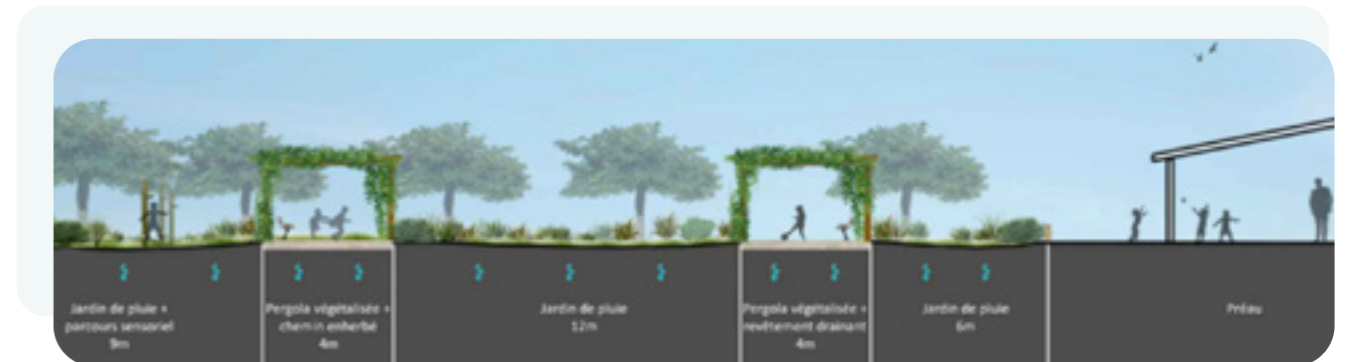 Jardin de pluie +
parcours sensoriel
9m
Pergola végétalisée +
chemin enherbé
4m
Jardin de pluie
12m
Pergola végétalisée +
revêtement drainant
4m
Jardin de pluie
6m
Préau